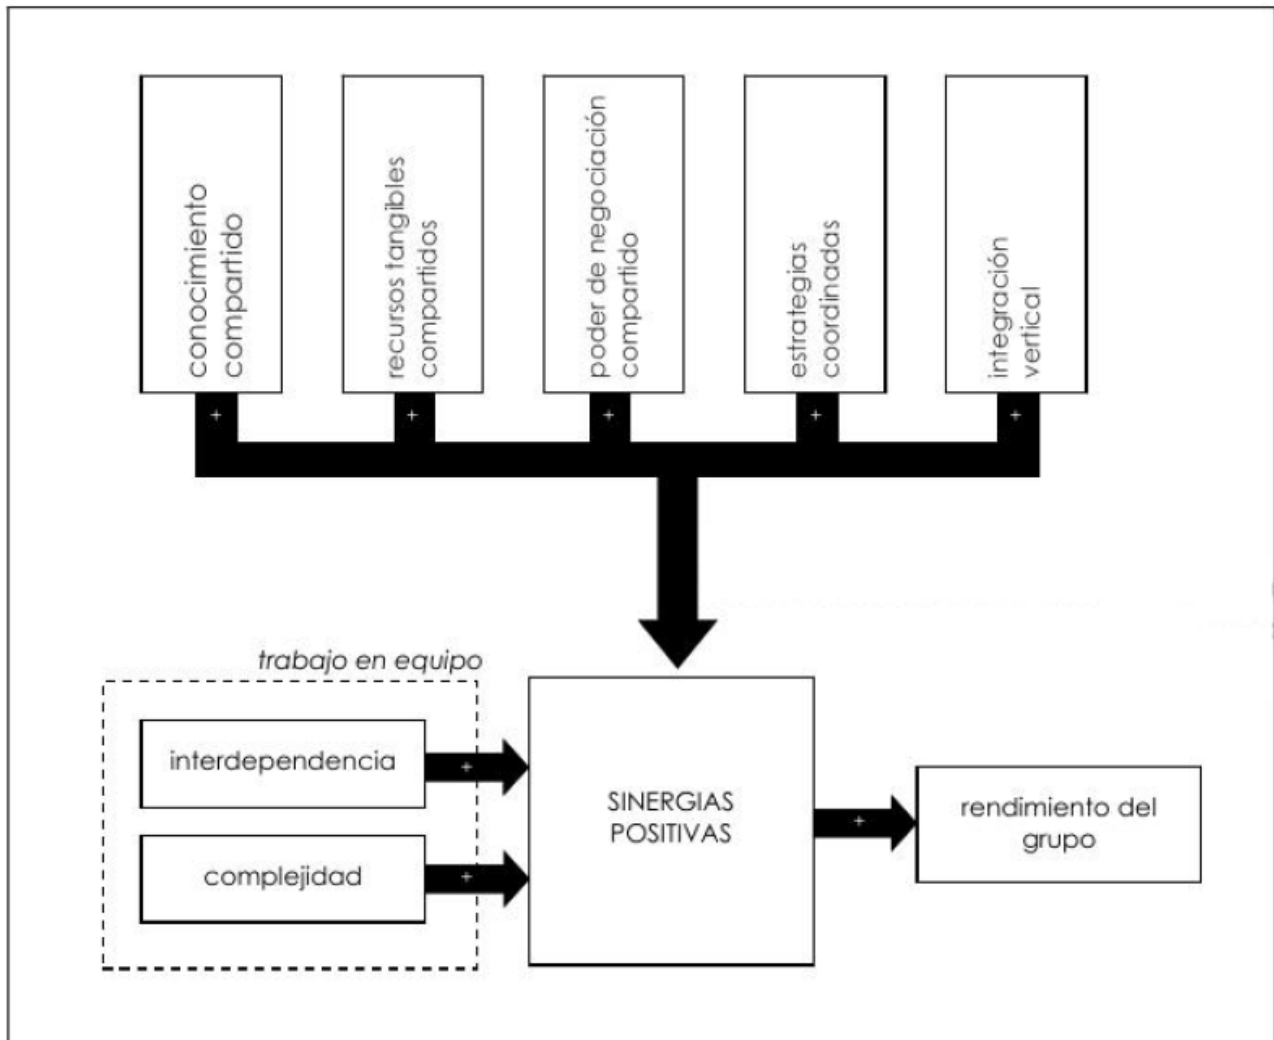 conocimiento
compartido
+
recursos tangibles
compartidos
+
poder de negociación
compartido
+
estrategias
coordinadas
+
integración
vertical
+
trabajo en equipo
interdependencia
+
complejidad
+
SINERGIAS
POSITIVAS
+
rendimiento del
grupo